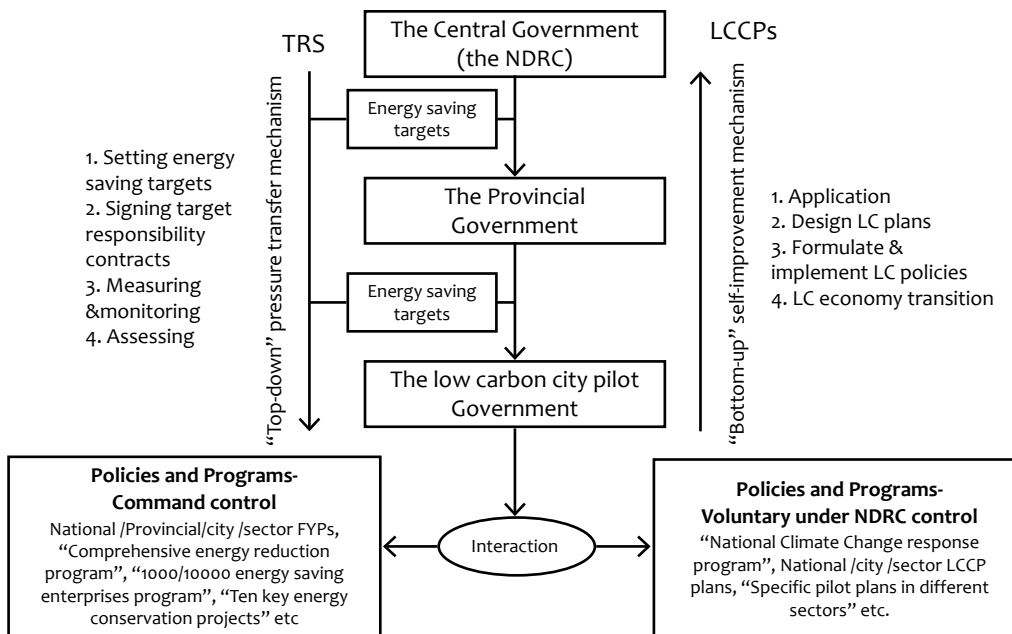 TRS
The Central Government
(the NDRC)
LCCPs
Energy saving
targets
"Top-down" pressure transfer mechanism
1. Setting energy
saving targets
2. Signing target
responsibility
contracts
3. Measuring
&monitoring
4. Assessing
The Provincial
Government
"Bottom-up" self-improvement mechanism
1. Application
2. Design LC plans
3. Formulate &
implement LC policies
4. LC economy transition
Energy saving
targets
The low carbon city pilot
Government
Policies and Programs-
Command control
National /Provincial/city /sector FYPs,
“Comprehensive energy reduction
program”, “1000/10000 energy saving
enterprises program”, “Ten key energy
conservation projects” etc
Interaction
Policies and Programs-
Voluntary under NDRC control
“National Climate Change response
program”, National /city /sector LCCP
plans, “Specific pilot plans in different
sectors” etc.